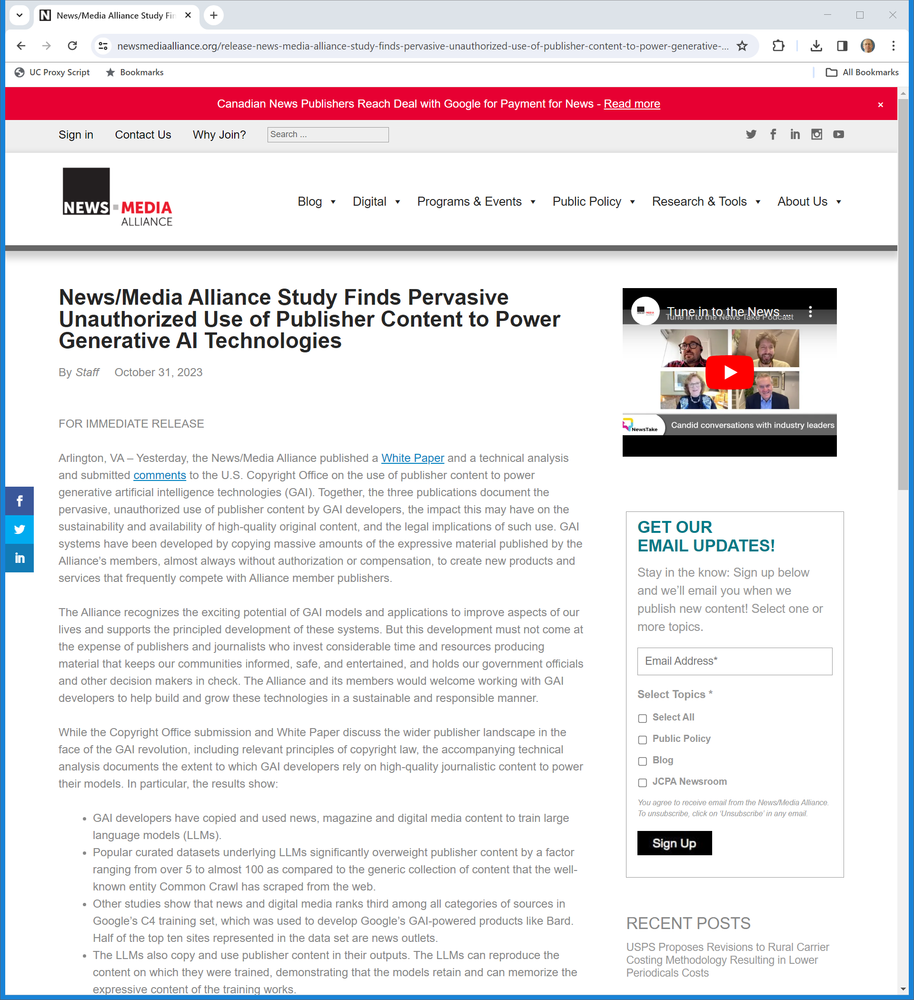 News/Media Alliance Study Fin
newsmediaalliance.org/release-news-media-alliance-study-finds-pervasive-unauthorized-use-of-publisher-content-to-power-generative-...
UC Proxy Script Bookmarks All Bookmarks
Canadian News Publishers Reach Deal with Google for Payment for News - Read more ×
Sign in Contact Us Why Join? Search ...
NEWS MEDIA
ALLIANCE
Blog Digital Programs & Events Public Policy Research & Tools About Us
News/Media Alliance Study Finds Pervasive
Unauthorized Use of Publisher Content to Power
Generative AI Technologies
By Staff October 31, 2023
FOR IMMEDIATE RELEASE
Arlington, VA – Yesterday, the News/Media Alliance published a White Paper and a technical analysis
and submitted comments to the U.S. Copyright Office on the use of publisher content to power
generative artificial intelligence technologies (GAI). Together, the three publications document the
pervasive, unauthorized use of publisher content by GAI developers, the impact this may have on the
sustainability and availability of high-quality original content, and the legal implications of such use. GAI
systems have been developed by copying massive amounts of the expressive material published by the
Alliance’s members, almost always without authorization or compensation, to create new products and
services that frequently compete with Alliance member publishers.
The Alliance recognizes the exciting potential of GAI models and applications to improve aspects of our
lives and supports the principled development of these systems. But this development must not come at
the expense of publishers and journalists who invest considerable time and resources producing
material that keeps our communities informed, safe, and entertained, and holds our government officials
and other decision makers in check. The Alliance and its members would welcome working with GAI
developers to help build and grow these technologies in a sustainable and responsible manner.
While the Copyright Office submission and White Paper discuss the wider publisher landscape in the
face of the GAI revolution, including relevant principles of copyright law, the accompanying technical
analysis documents the extent to which GAI developers rely on high-quality journalistic content to power
their models. In particular, the results show:
• GAI developers have copied and used news, magazine and digital media content to train large
language models (LLMs).
• Popular curated datasets underlying LLMs significantly overweight publisher content by a factor
ranging from over 5 to almost 100 as compared to the generic collection of content that the well-
known entity Common Crawl has scraped from the web.
• Other studies show that news and digital media ranks third among all categories of sources in
Google’s C4 training set, which was used to develop Google’s GAI-powered products like Bard.
Half of the top ten sites represented in the data set are news outlets.
• The LLMs also copy and use publisher content in their outputs. The LLMs can reproduce the
content on which they were trained, demonstrating that the models retain and can memorize the
expressive content of the training works.
Tune in to the News ...
Tune in to the News Take Podcast
NewsTake Candid conversations with industry leaders
GET OUR
EMAIL UPDATES!
Stay in the know: Sign up below
and we’ll email you when we
publish new content! Select one or
more topics.
Email Address*
Select Topics *
Select All
Public Policy
Blog
JCPA Newsroom
You agree to receive email from the News/Media Alliance.
To unsubscribe, click on ‘Unsubscribe’ in any email.
Sign Up
RECENT POSTS
USPS Proposes Revisions to Rural Carrier
Costing Methodology Resulting in Lower
Periodicals Costs